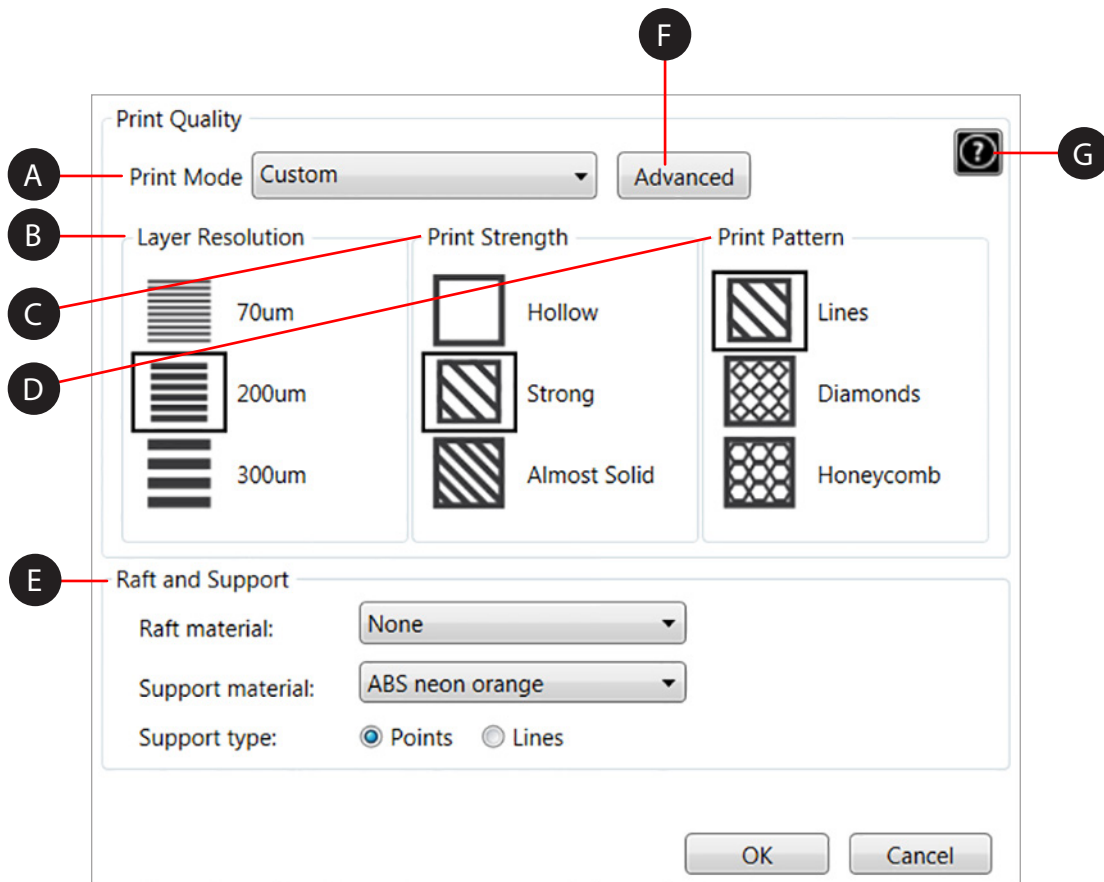 F
Print Quality
A
Print Mode
Custom
Advanced
?
G
B
Layer Resolution
Print Strength
Print Pattern
C
70um
Hollow
Lines
D
200um
Strong
Diamonds
300um
Almost Solid
Honeycomb
E
Raft and Support
Raft material:
None
Support material:
ABS neon orange
Support type:
Points
Lines
OK
Cancel